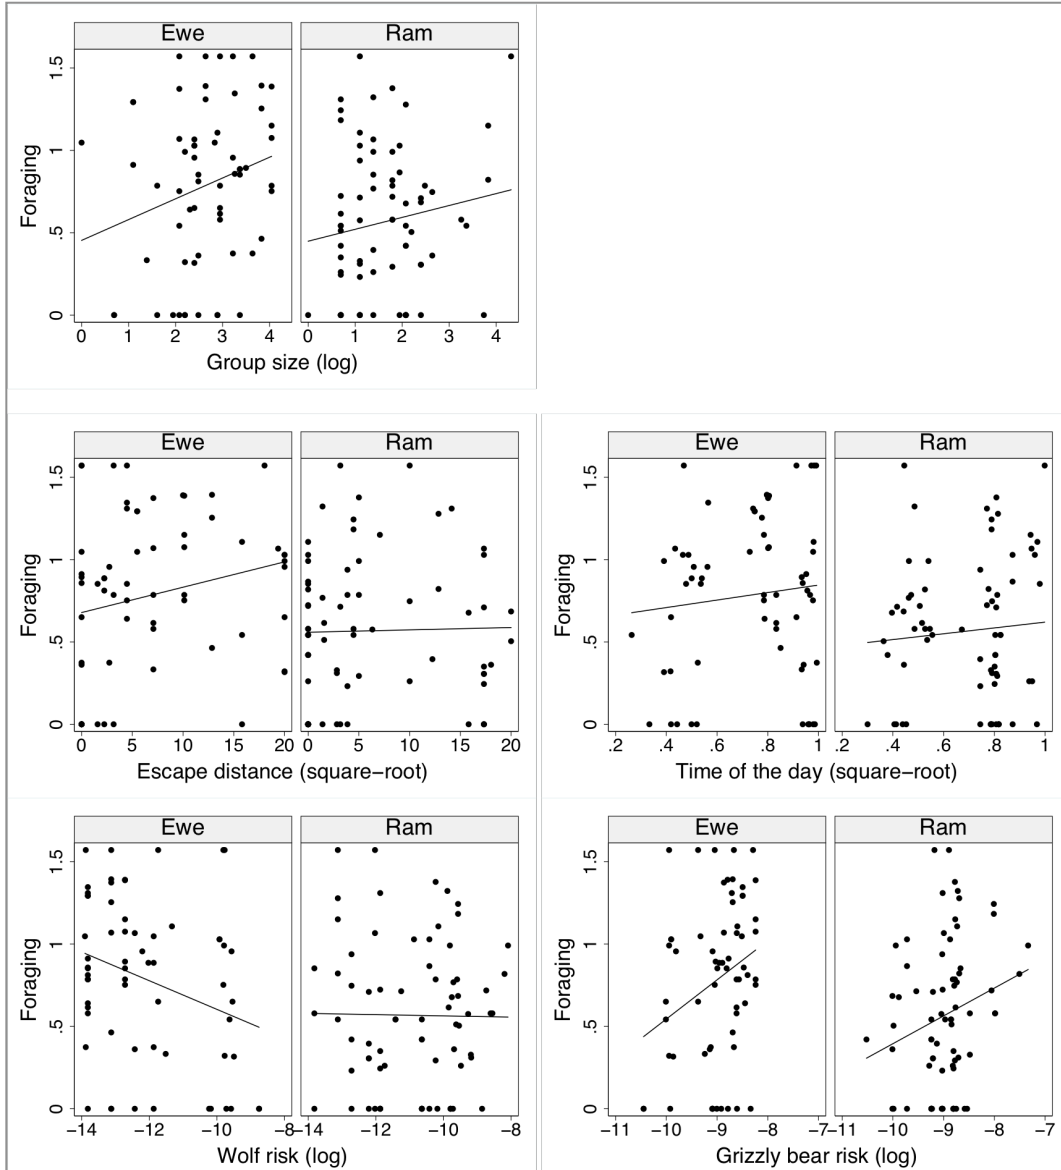 Ewe Ram
Foraging
1.5
1
.5
0
0 1 2 3 4 0 1 2 3 4
Group size (log)
Ewe Ram
Foraging
1.5
1
.5
0
0 5 10 15 20 0 5 10 15 20
Escape distance (square-root)
Ewe Ram
Foraging
1.5
1
.5
0
.2 .4 .6 .8 1 .2 .4 .6 .8 1
Time of the day (square-root)
Ewe Ram
Foraging
1.5
1
.5
0
-14 -12 -10 -8 -14 -12 -10 -8
Wolf risk (log)
Ewe Ram
Foraging
1.5
1
.5
0
-11 -10 -9 -8 -7 -11 -10 -9 -8 -7
Grizzly bear risk (log)